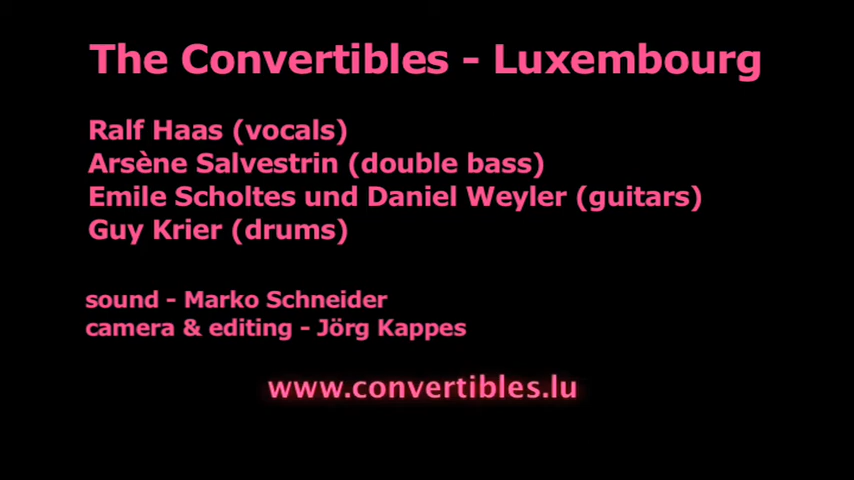 The Convertibles - Luxembourg
Ralf Haas (vocals)
Arsène Salvestrin (double bass)
Emile Scholtes und Daniel Weyler (guitars)
Guy Krier (drums)
sound - Marko Schneider
camera & editing - Jörg Kappes
www.convertibles.lu